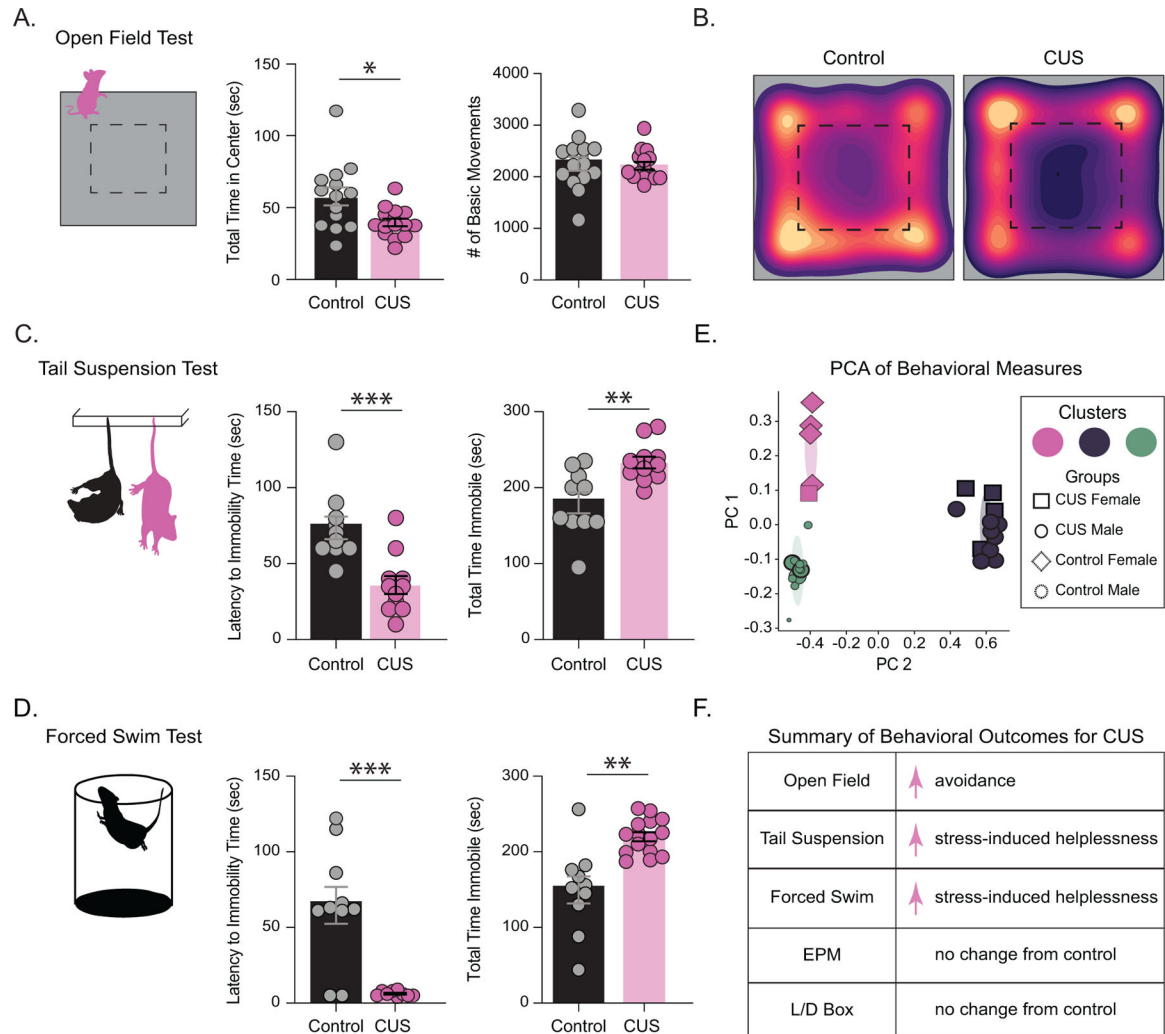 A.
Open Field Test
Total Time in Center (sec)
150
100
50
0
*
Control
CUS
# of Basic Movements
4000
3000
2000
1000
0
Control
CUS
B.
Control
CUS
C.
Tail Suspension Test
Latency to Immobility Time (sec)
150
100
50
0
***
Control
CUS
Total Time Immobile (sec)
300
200
100
0
**
Control
CUS
E.
PCA of Behavioral Measures
PC 1
0.3
0.2
0.1
0.0
-0.1
-0.2
-0.3
-0.4 -0.2 0.0 0.2 0.4 0.6
PC 2
Clusters
Groups
CUS Female
CUS Male
Control Female
Control Male
D.
Forced Swim Test
Latency to Immobility Time (sec)
150
100
50
0
***
Control
CUS
Total Time Immobile (sec)
300
200
100
0
**
Control
CUS
F.
Summary of Behavioral Outcomes for CUS
Open Field avoidance
Tail Suspension stress-induced helplessness
Forced Swim stress-induced helplessness
EPM no change from control
L/D Box no change from control